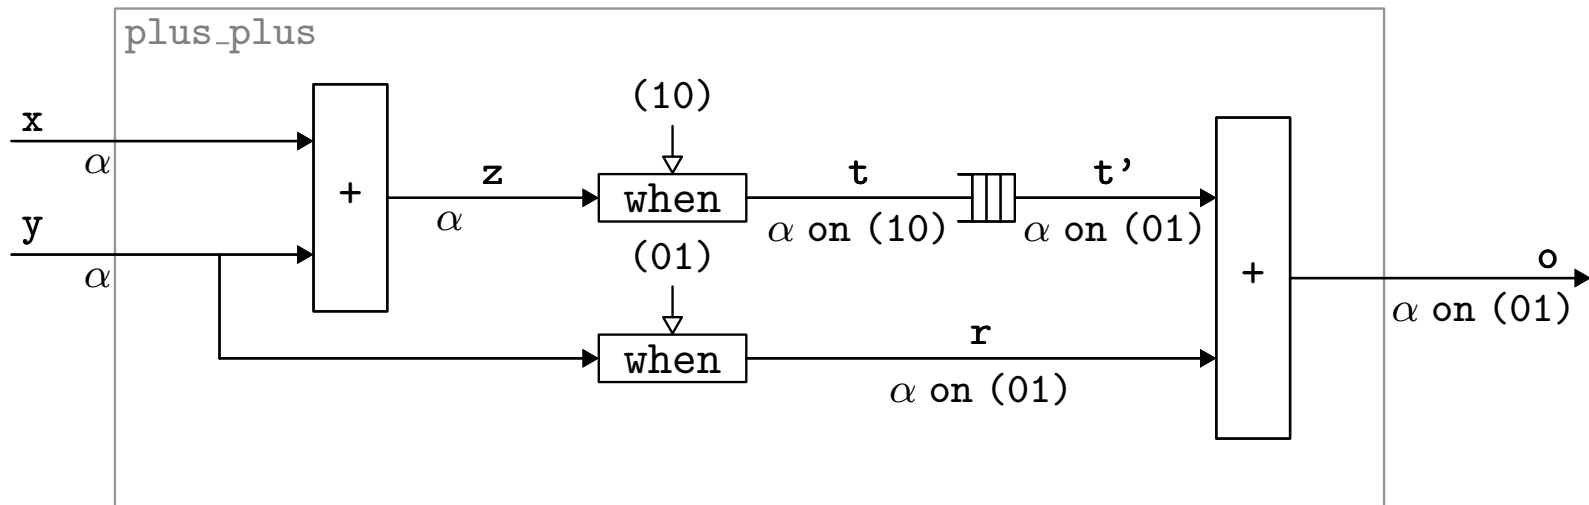 plus_plus
x
α
y
α
+
z
α
(10)
when
(01)
when
t
α on (10)
t'
α on (01)
r
α on (01)
+
o
α on (01)